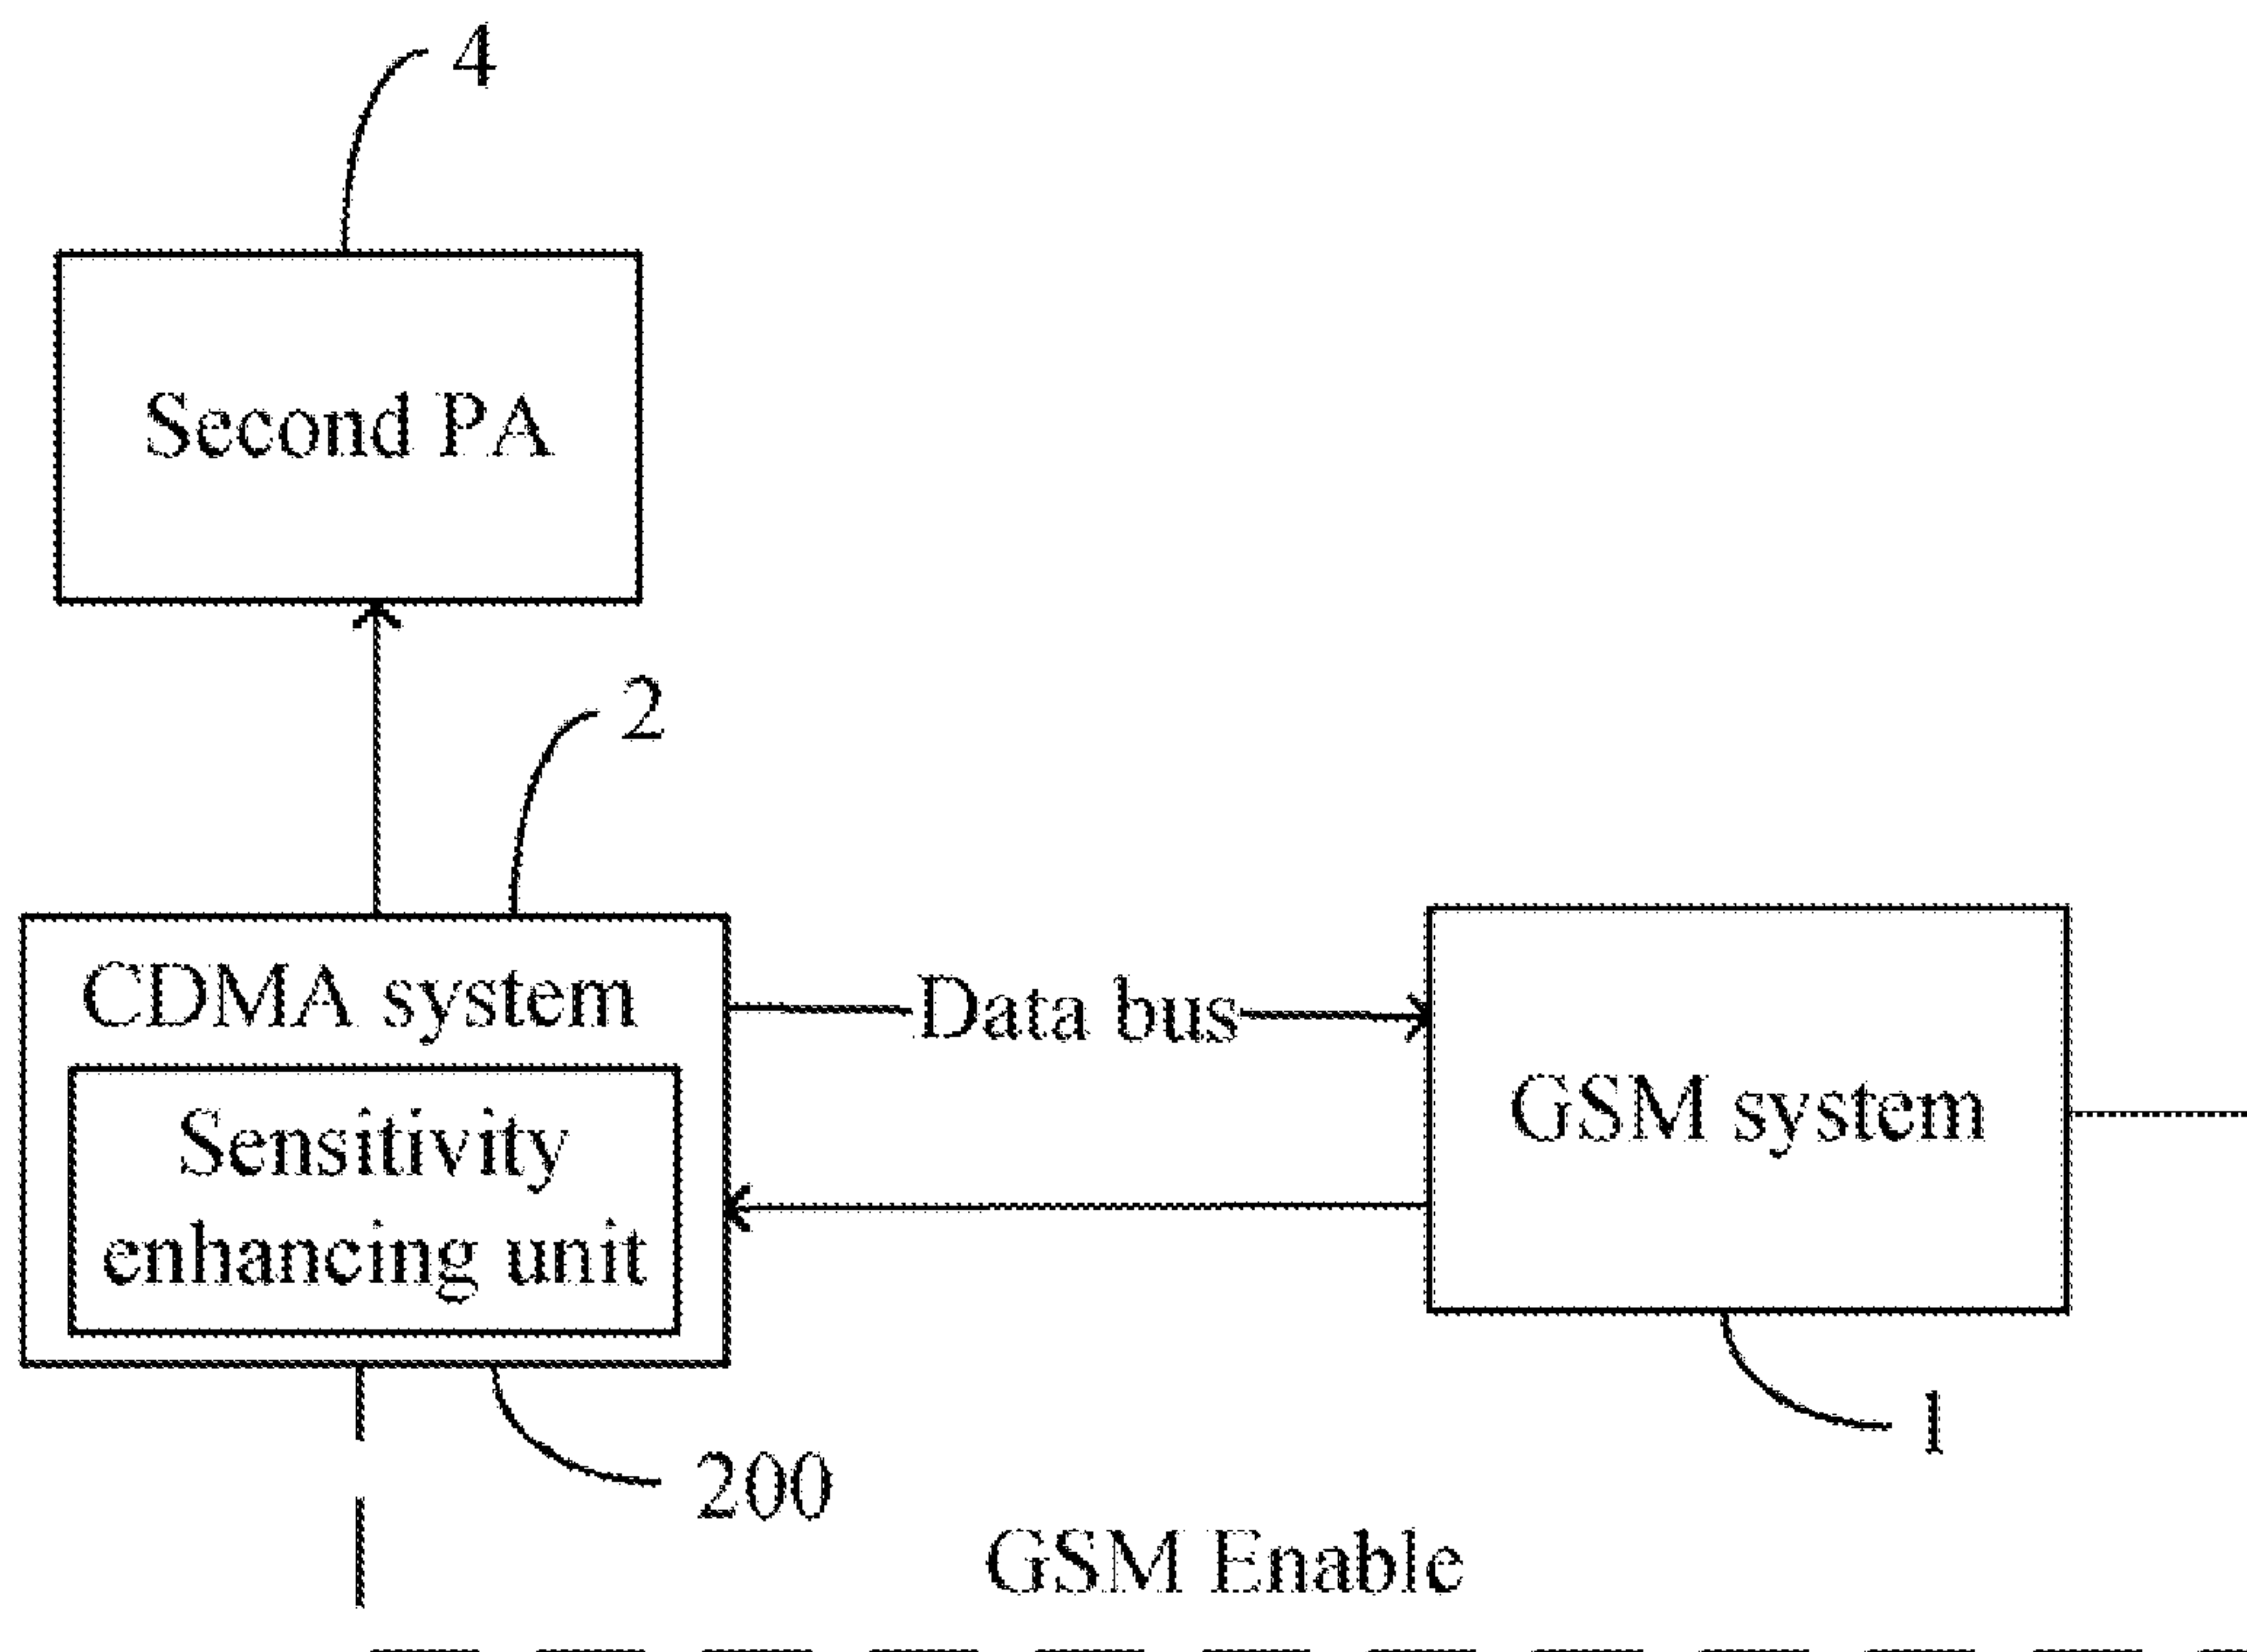 4
Second PA
2
CDMA system
Data bus
Sensitivity
enhancing unit
GSM system
1
200
GSM Enable